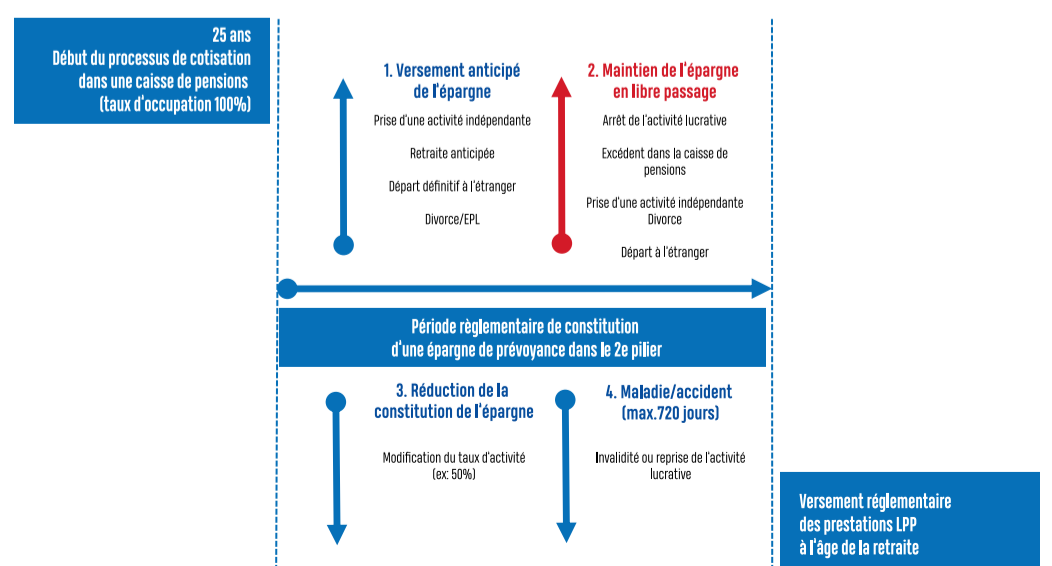 25 ans
Début du processus de cotisation
dans une caisse de pensions
(taux d'occupation 100%)
1. Versement anticipé
de l'épargne
Prise d'une activité indépendante
Retraite anticipée
Départ définitif à l'étranger
Divorce/EPL
2. Maintien de l'épargne
en libre passage
Arrêt de l'activité lucrative
Excédent dans la caisse de
pensions
Prise d'une activité indépendante
Divorce
Départ à l'étranger
Période règlementaire de constitution
d'une épargne de prévoyance dans le 2e pilier
3. Réduction de la
constitution de l'épargne
Modification du taux d'activité
(ex: 50%)
4. Maladie/accident
(max.720 jours)
Invalidité ou reprise de l'activité
lucrative
Versement réglementaire
des prestations LPP
à l'âge de la retraite